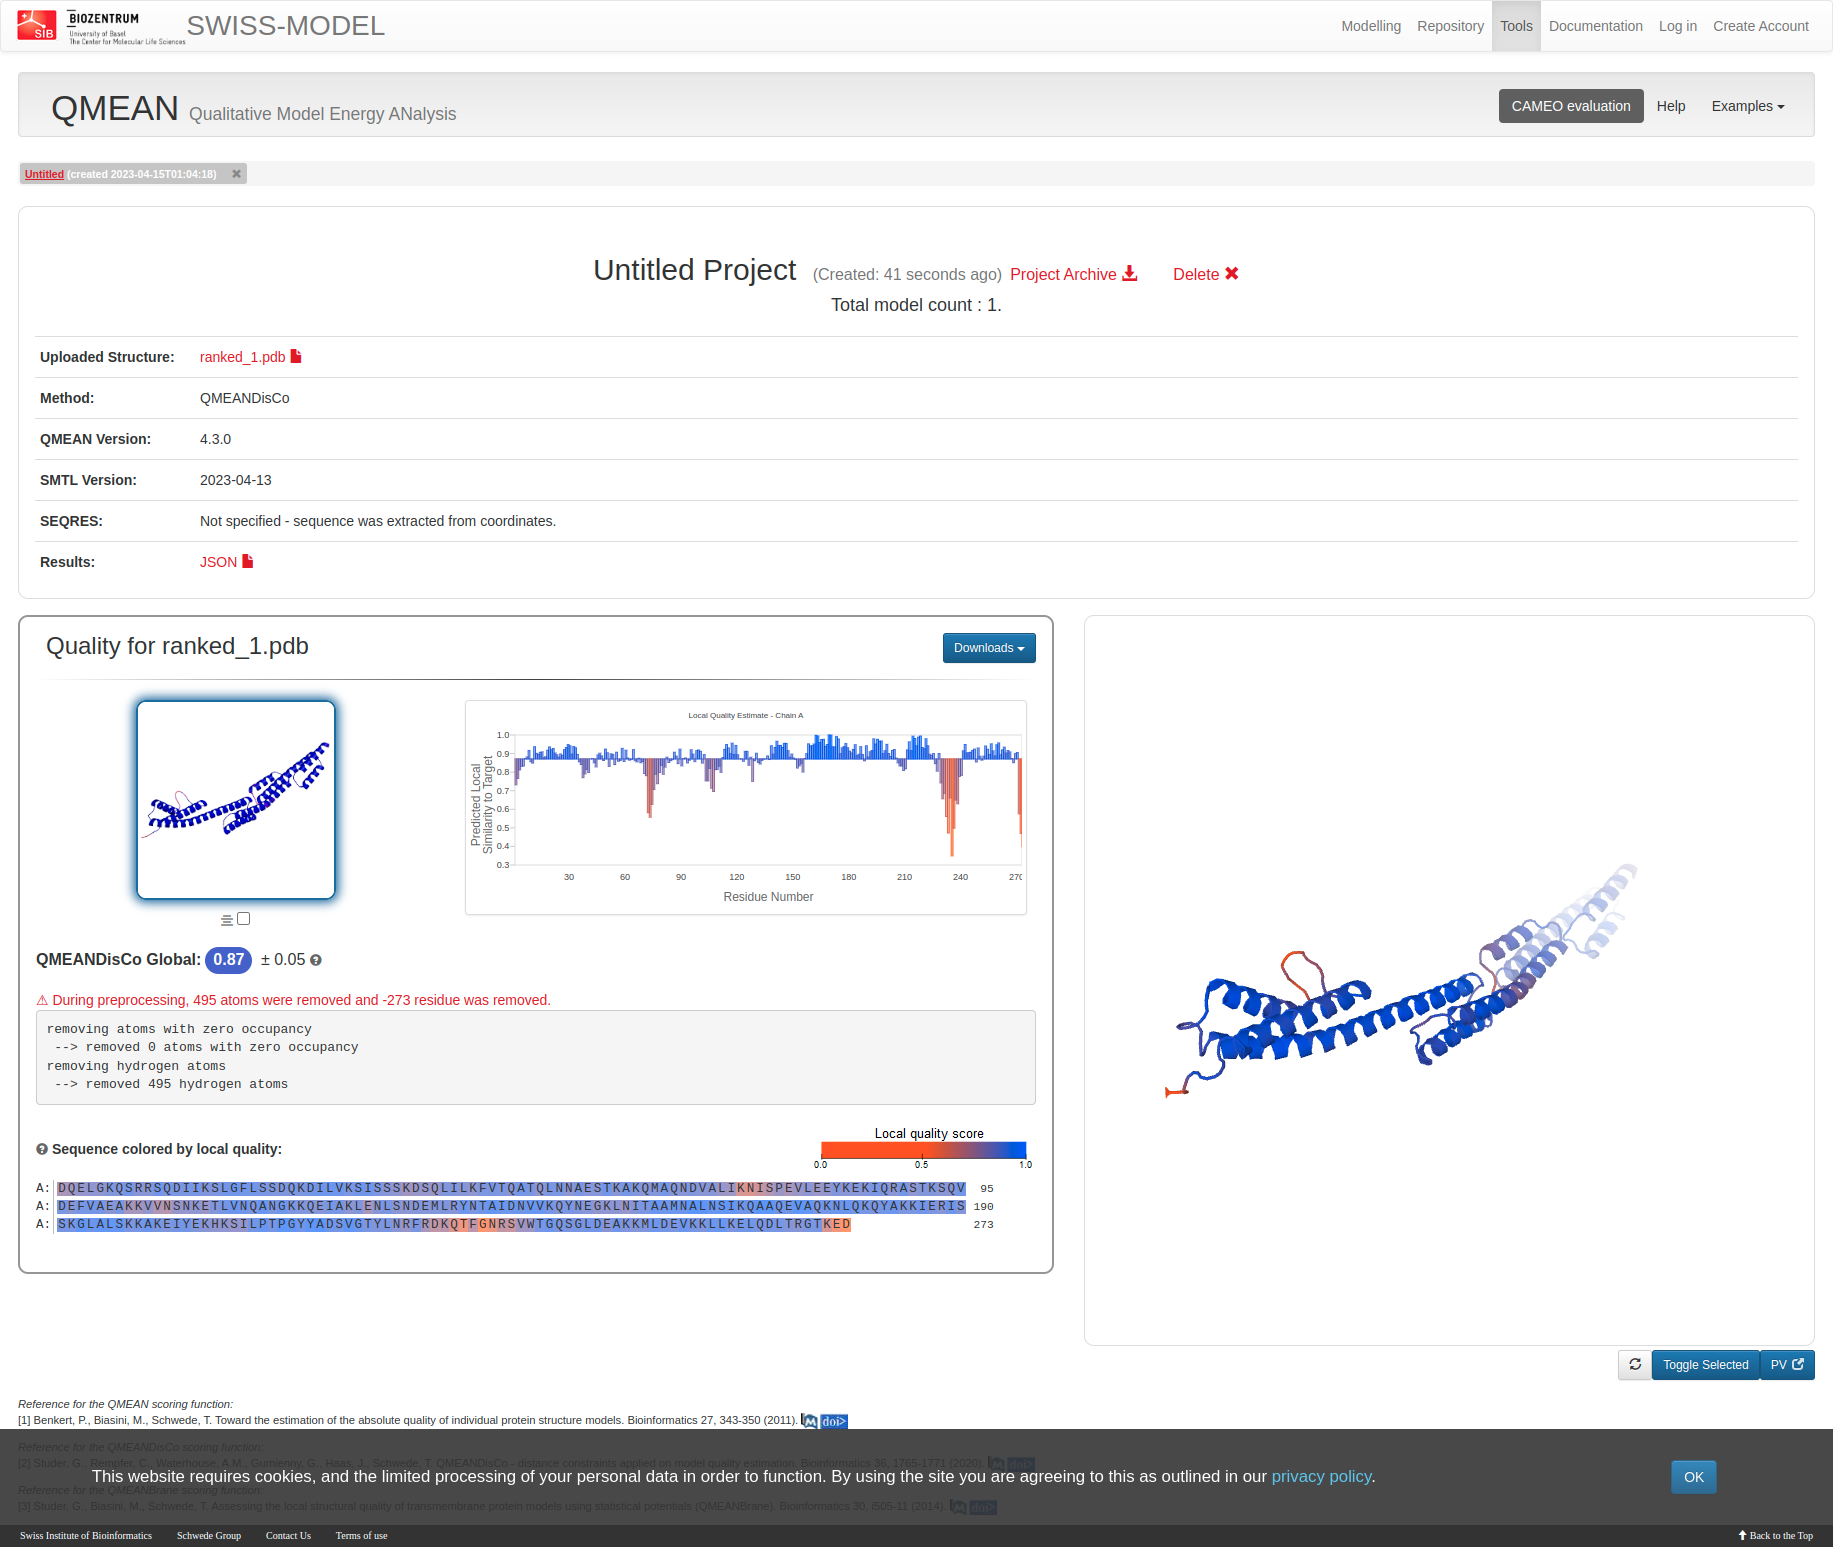 SIB
BIOZENTRUM
University of Basel
The Center for Molecular Life Sciences
SWISS-MODEL
Modelling
Repository
Tools
Documentation
Log in
Create Account
QMEAN Qualitative Model Energy ANalysis
CAMEO evaluation
Help
Examples
Untitled (created 2023-04-15T01:04:18)
Untitled Project (Created: 41 seconds ago) Project Archive Delete
Total model count : 1.
Uploaded Structure: ranked_1.pdb
Method: QMEANDisCo
QMEAN Version: 4.3.0
SMTL Version: 2023-04-13
SEQRES: Not specified - sequence was extracted from coordinates.
Results: JSON
Quality for ranked_1.pdb
Downloads
Local Quality Estimate - Chain A
Predicted Local
Similarity to Target
1.0
0.9
0.8
0.7
0.6
0.5
0.4
0.3
30 60 90 120 150 180 210 240 270
Residue Number
QMEANDisCo Global: 0.87 ± 0.05
⚠ During preprocessing, 495 atoms were removed and -273 residue was removed.
removing atoms with zero occupancy
--> removed 0 atoms with zero occupancy
removing hydrogen atoms
--> removed 495 hydrogen atoms
Sequence colored by local quality:
Local quality score
0.0 0.5 1.0
A: DQELGKQSRRSQDIIKSLGFLSSDQKDILVKSISSSKDSQLILKFVTQATQLNNAESTKAKQMAQNDVALIKNISPEVLEEYKEKIQRASTKSQV 95
A: DEFVAEAKKVVNSNKETLVNQANGKKQEIAKLENLSNDEMLRYNTAIDNVVKQYNEGKLNITAAMNALNSIKQAAQEVAQKNLQKQYAKKIERIS 190
A: SKGLALSKKAKEIYEKHKSILPTPGYYADSVGTYLNRFRDKQTFGNRSVWTGQSGLDEAKKMLDEVKKLLKELQDLTRGTKED 273
Toggle Selected
PV
Reference for the QMEAN scoring function:
[1] Benkert, P., Biasini, M., Schwede, T. Toward the estimation of the absolute quality of individual protein structure models. Bioinformatics 27, 343-350 (2011). M doi>
Reference for the QMEANDisCo scoring function:
[2] Studer, G., Rempfer, C., Waterhouse, A.M., Gumienny, G., Haas, J., Schwede, T. QMEANDisCo - distance constraints applied on model quality estimation. Bioinformatics 36, 1765-1771 (2020). M doi>
This website requires cookies, and the limited processing of your personal data in order to function. By using the site you are agreeing to this as outlined in our privacy policy.
OK
Reference for the QMEANBrane scoring function:
[3] Studer, G., Biasini, M., Schwede, T. Assessing the local structural quality of transmembrane protein models using statistical potentials (QMEANBrane). Bioinformatics 30, i505-11 (2014). M doi>
Swiss Institute of Bioinformatics
Schwede Group
Contact Us
Terms of use
Back to the Top